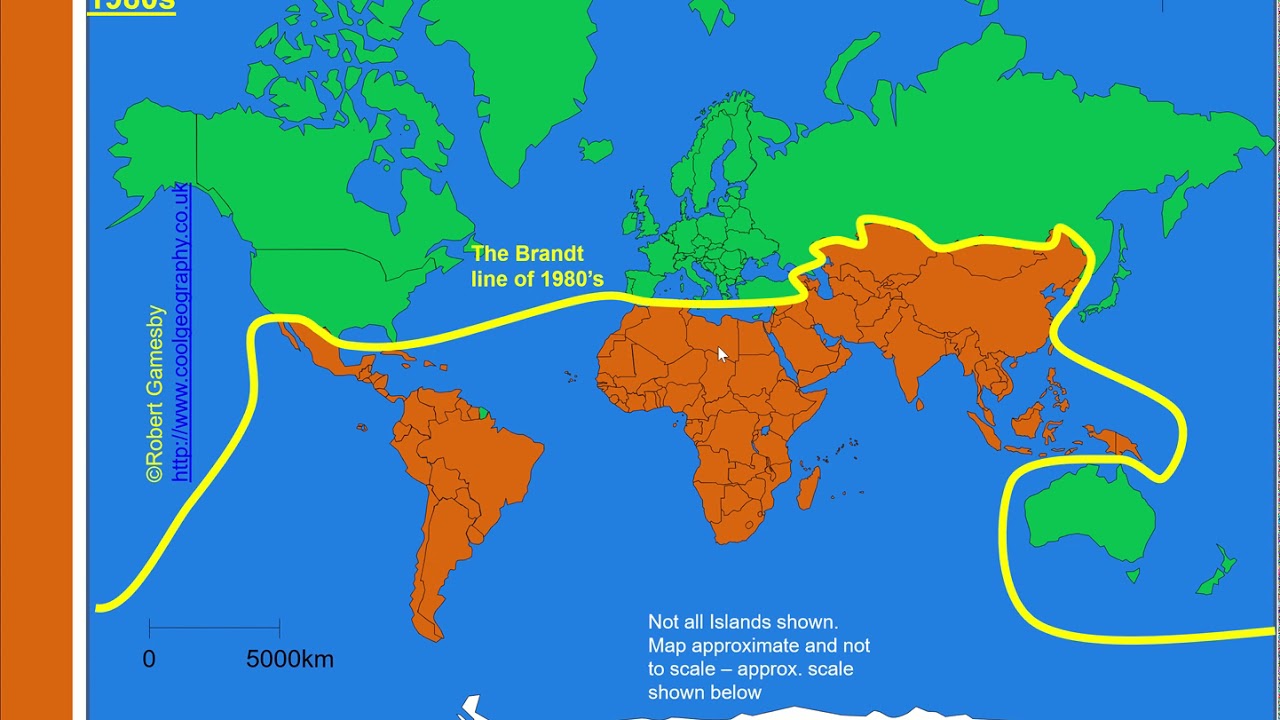 1980s
The Brandt
line of 1980's
©Robert Gamesby
http://www.coolgeography.co.uk
Not all Islands shown.
Map approximate and not
to scale – approx. scale
shown below
0 5000km